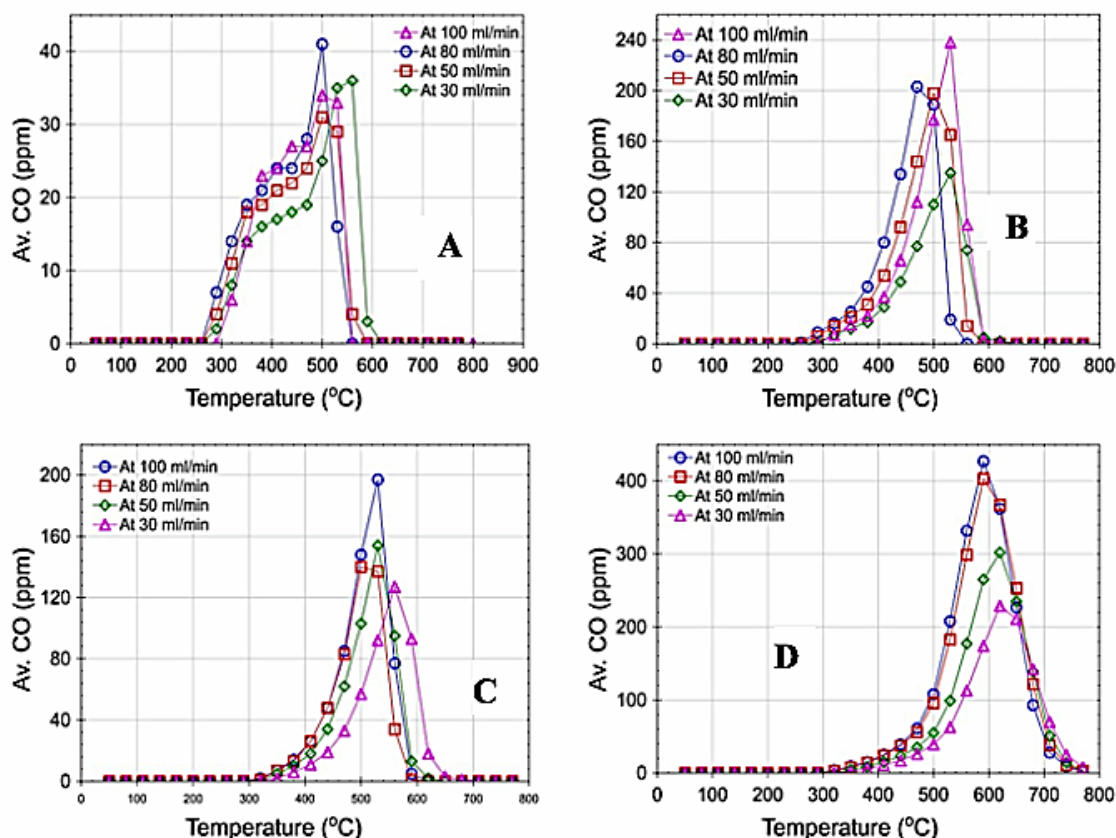 At 100 ml/min
At 80 ml/min
At 50 ml/min
At 30 ml/min
40
30
20
10
0
Av. CO (ppm)
A
0 100 200 300 400 500 600 700 800 900
Temperature (°C)
At 100 ml/min
At 80 ml/min
At 50 ml/min
At 30 ml/min
240
200
160
120
80
40
0
Av. CO (ppm)
B
0 100 200 300 400 500 600 700 800
Temperature (°C)
At 100 ml/min
At 80 ml/min
At 50 ml/min
At 30 ml/min
200
160
120
80
40
0
Av. CO (ppm)
C
0 100 200 300 400 500 600 700 800
Temperature (°C)
At 100 ml/min
At 80 ml/min
At 50 ml/min
At 30 ml/min
400
300
200
100
0
Av. CO (ppm)
D
0 100 200 300 400 500 600 700 800
Temperature (°C)